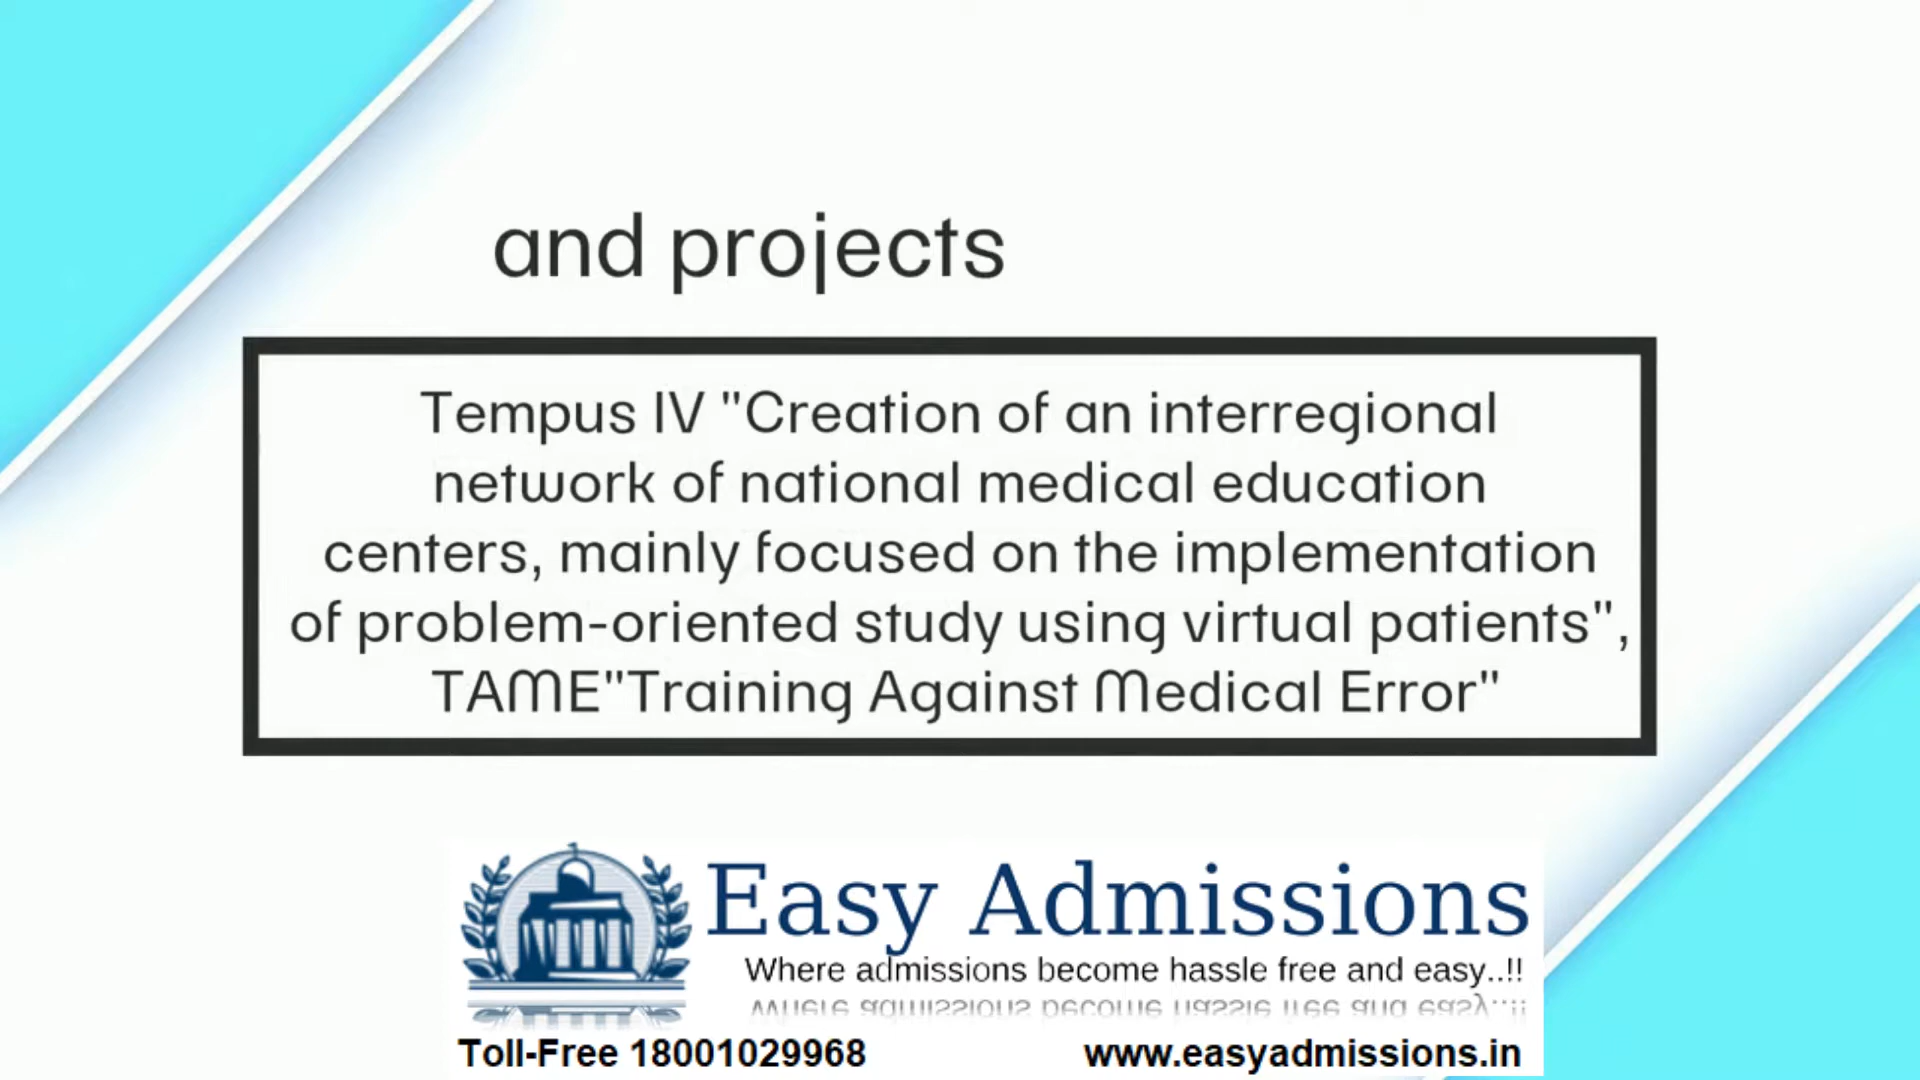 and projects
Tempus IV "Creation of an interregional
network of national medical education
centers, mainly focused on the implementation
of problem-oriented study using virtual patients",
TAME"Training Against Medical Error"
Easy Admissions
Where admissions become hassle free and easy..!!
Toll-Free 18001029968 www.easyadmissions.in